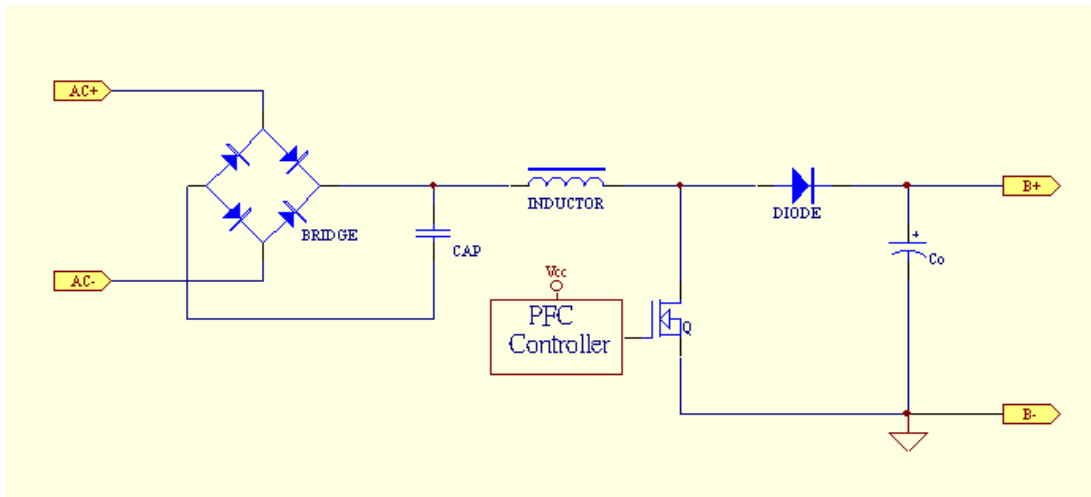 AC+
AC-
BRIDGE
CAP
INDUCTOR
DIODE
B+
+
Co
Vcc
PFC
Controller
Q
B-